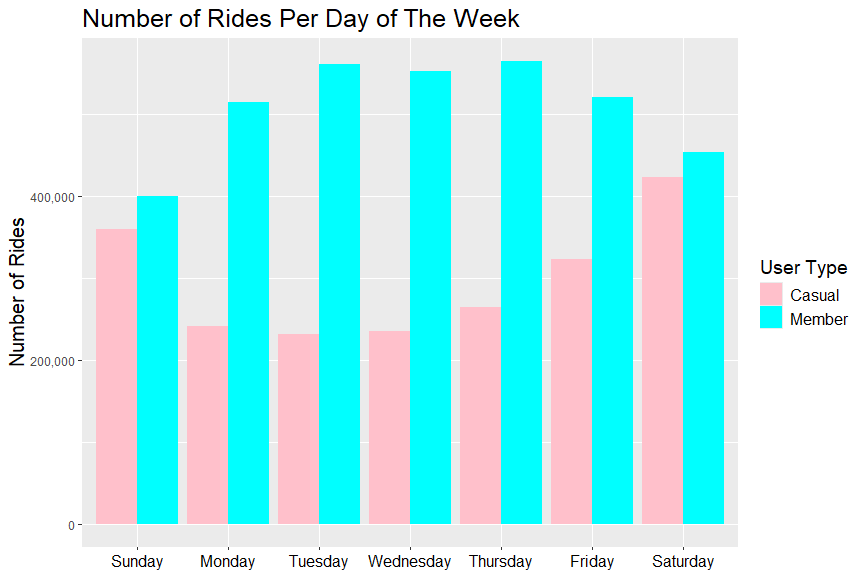 Number of Rides Per Day of The Week
Number of Rides
400,000
200,000
0
Sunday Monday Tuesday Wednesday Thursday Friday Saturday
User Type
Casual
Member